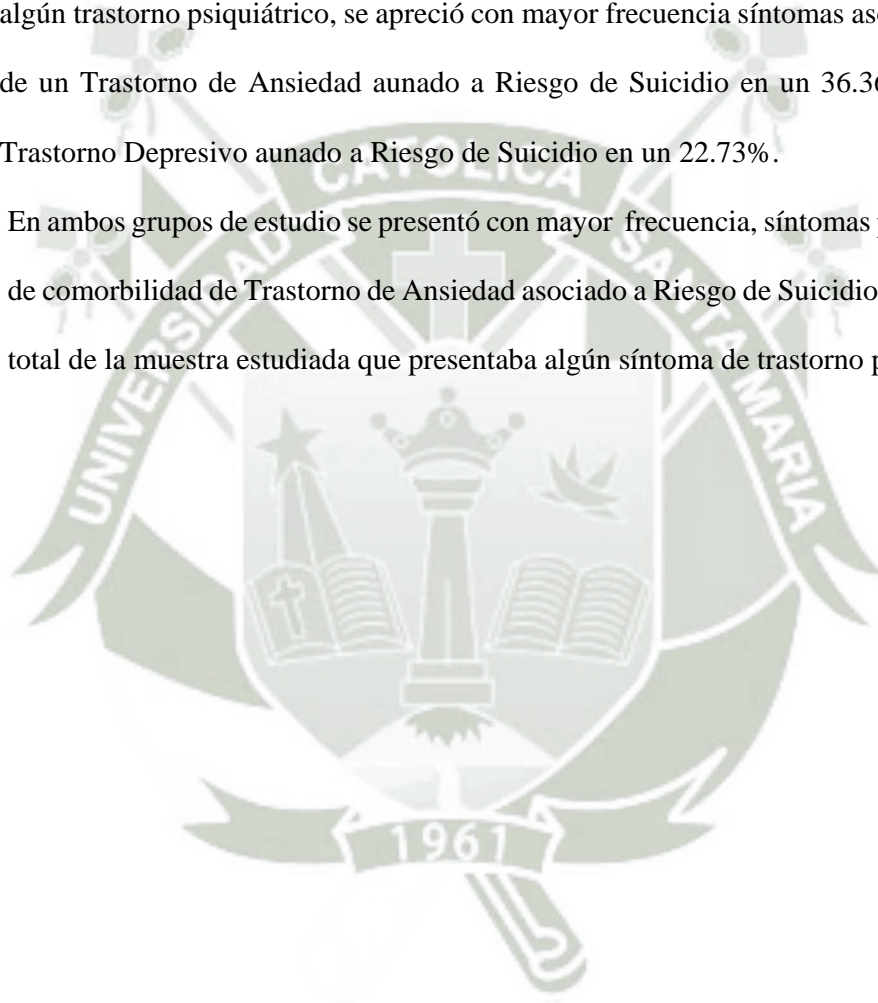 algún trastorno psiquiátrico, se apreció con mayor frecuencia síntomas
de un Trastorno de Ansiedad aunado a Riesgo de Suicidio en un
Trastorno Depresivo aunado a Riesgo de Suicidio en un 22.73%.
En ambos grupos de estudio se presentó con mayor frecuencia, síntomas
de comorbilidad de Trastorno de Ansiedad asociado a Riesgo de Suicidio
total de la muestra estudiada que presentaba algún síntoma de trastorno
UNIVERSIDAD CATOLICA SANTA MARIA
1961